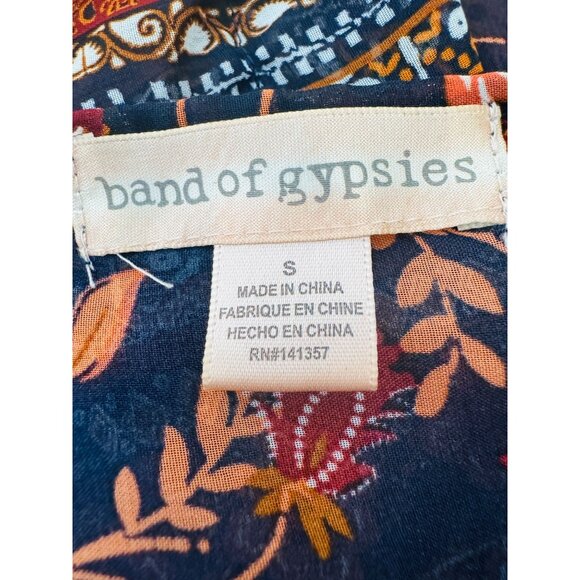 band of gypsies
S
MADE IN CHINA
FABRIQUE EN CHINE
HECHO EN CHINA
RN#141357